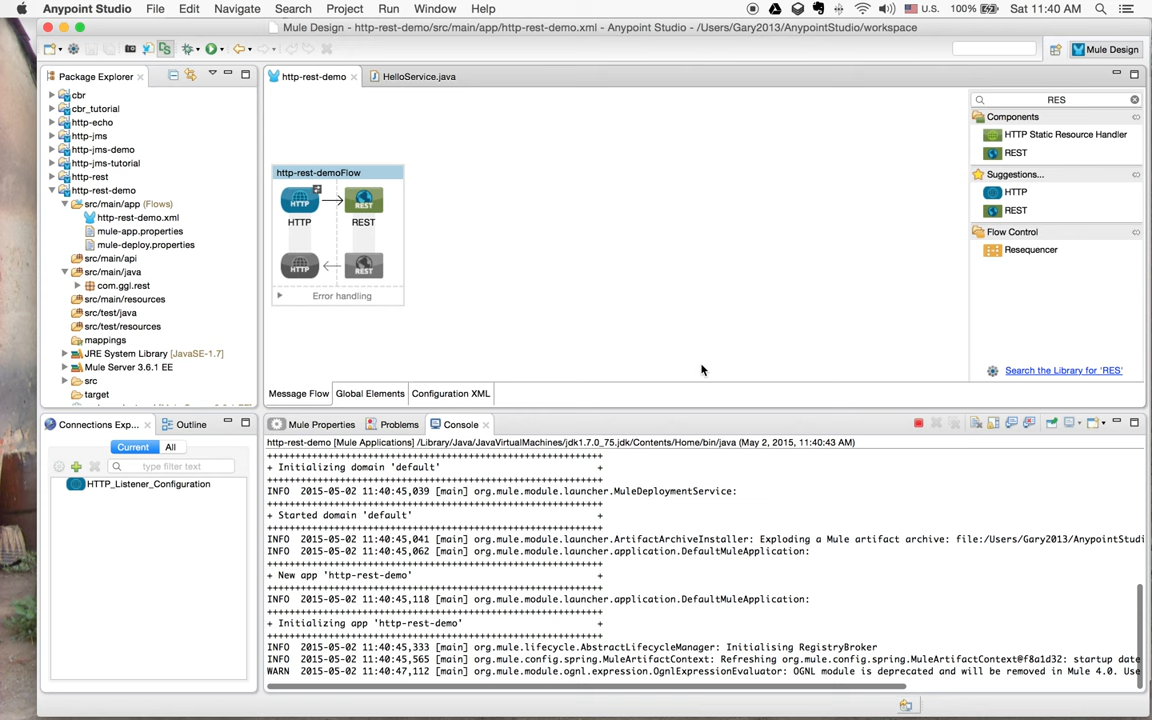 Anypoint Studio File Edit Navigate Search Project Run Window Help U.S. 100% Sat 11:40 AM
Mule Design - http-rest-demo/src/main/app/http-rest-demo.xml - Anypoint Studio - /Users/Gary2013/AnypointStudio/workspace
Mule Design
Package Explorer
cbr
cbr_tutorial
http-echo
http-jms
http-jms-demo
http-jms-tutorial
http-rest
http-rest-demo
src/main/app (Flows)
http-rest-demo.xml
mule-app.properties
mule-deploy.properties
src/main/api
src/main/java
com.ggl.rest
src/main/resources
src/test/java
src/test/resources
mappings
JRE System Library [JavaSE-1.7]
Mule Server 3.6.1 EE
src
target
http-rest-demo HelloService.java
http-rest-demoFlow
HTTP REST
HTTP REST
HTTP REST
Error handling
Message Flow Global Elements Configuration XML
RES
Components
HTTP Static Resource Handler
REST
Suggestions...
HTTP
REST
Flow Control
Resequencer
Search the Library for 'RES'
Connections Exp... Outline
Current All
type filter text
HTTP_Listener_Configuration
Mule Properties Problems Console
http-rest-demo [Mule Applications] /Library/Java/JavaVirtualMachines/jdk1.7.0_75.jdk/Contents/Home/bin/java (May 2, 2015, 11:40:43 AM)
++++++++++++++++++++++++++++++++++++++++++++++++++++++++++++
+ Initializing domain 'default' +
++++++++++++++++++++++++++++++++++++++++++++++++++++++++++++
INFO 2015-05-02 11:40:45,039 [main] org.mule.module.launcher.MuleDeploymentService:
++++++++++++++++++++++++++++++++++++++++++++++++++++++++++++
+ Started domain 'default' +
++++++++++++++++++++++++++++++++++++++++++++++++++++++++++++
INFO 2015-05-02 11:40:45,041 [main] org.mule.module.launcher.ArtifactArchiveInstaller: Exploding a Mule artifact archive: file:/Users/Gary2013/AnypointStudi
INFO 2015-05-02 11:40:45,062 [main] org.mule.module.launcher.application.DefaultMuleApplication:
++++++++++++++++++++++++++++++++++++++++++++++++++++++++++++
+ New app 'http-rest-demo' +
++++++++++++++++++++++++++++++++++++++++++++++++++++++++++++
INFO 2015-05-02 11:40:45,118 [main] org.mule.module.launcher.application.DefaultMuleApplication:
++++++++++++++++++++++++++++++++++++++++++++++++++++++++++++
+ Initializing app 'http-rest-demo' +
++++++++++++++++++++++++++++++++++++++++++++++++++++++++++++
INFO 2015-05-02 11:40:45,333 [main] org.mule.lifecycle.AbstractLifecycleManager: Initialising RegistryBroker
INFO 2015-05-02 11:40:45,565 [main] org.mule.config.spring.MuleArtifactContext: Refreshing org.mule.config.spring.MuleArtifactContext@f8a1d32: startup date
WARN 2015-05-02 11:40:47,112 [main] org.mule.module.ognl.expression.OgnlExpressionEvaluator: OGNL module is deprecated and will be removed in Mule 4.0. Use